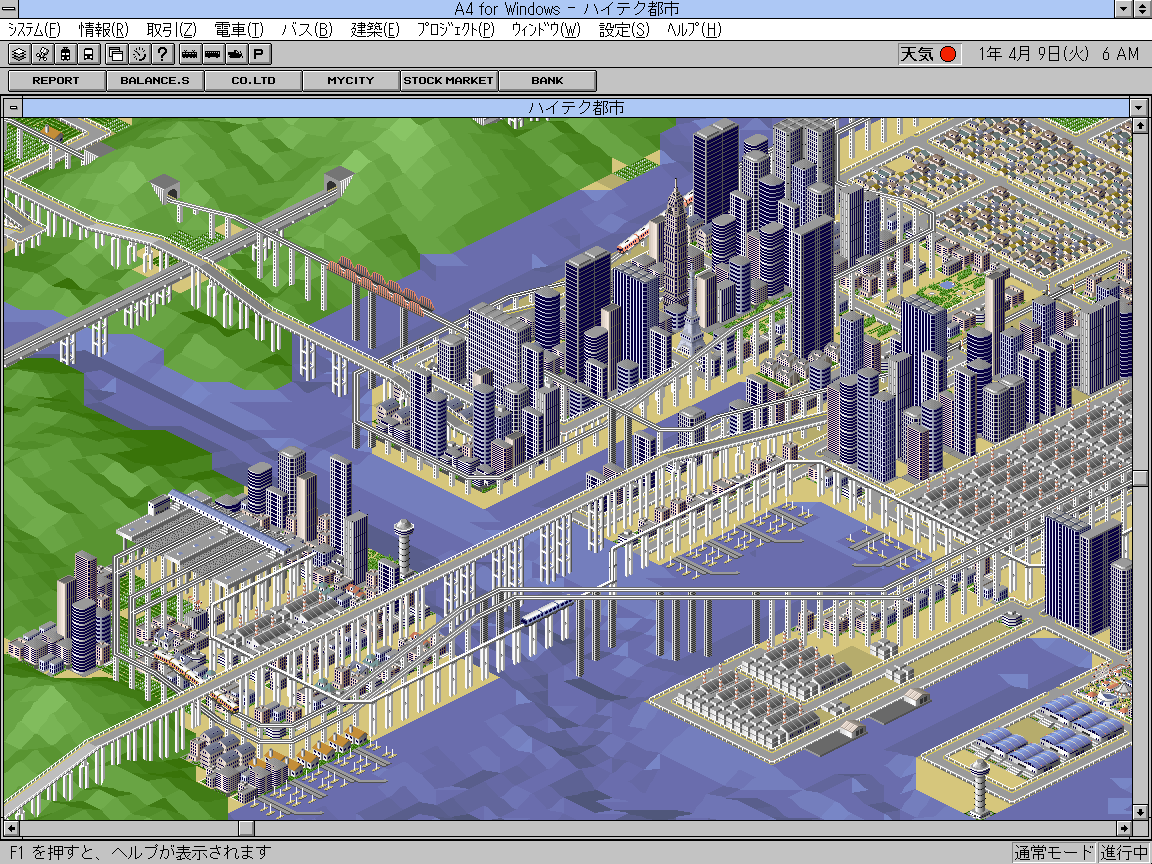 A4 for Windows - ハイテク都市
システム(F) 情報(R) 取引(Z) 電車(T) バス(B) 建築(E) プロジェクト(P) ウィンドウ(W) 設定(S) ヘルプ(H)
? P 天気 1年 4月 9日(火) 6 AM
REPORT BALANCE.S CO.LTD MYCITY STOCK MARKET BANK
ハイテク都市
F1 を押すと、ヘルプが表示されます 通常モード 進行中